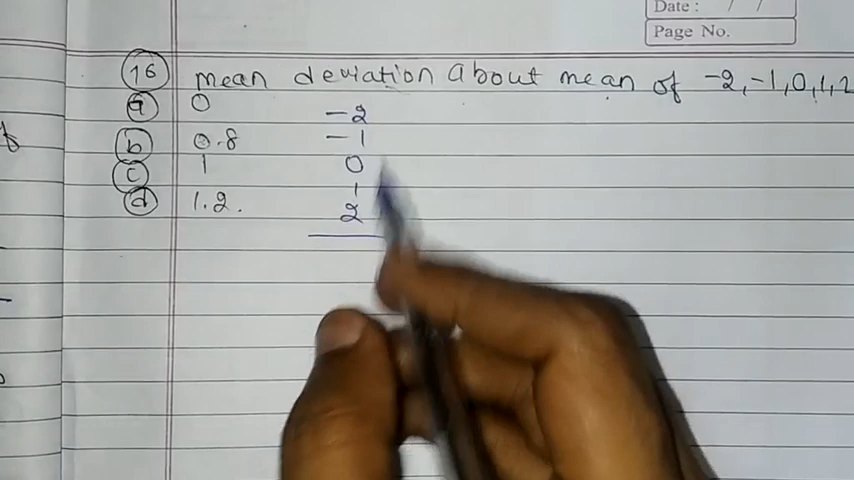 Date : / /
Page No.
16 mean deviation About mean of -2,-1,0,1,2
a 0
b 0.8
c 1
d 1.2.
-2
-1
0
1
2